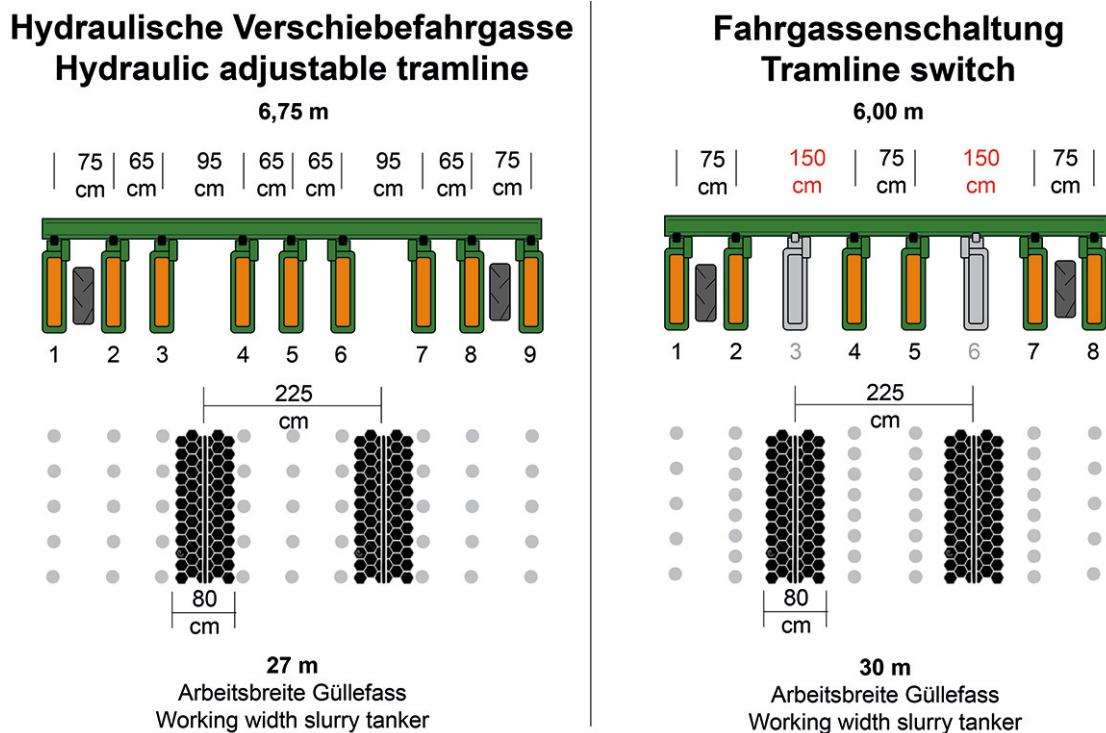 Hydraulische Verschiebefahrgasse
Hydraulic adjustable tramline
6,75 m
75 65 95 65 65 95 65 75
cm cm cm cm cm cm cm cm
1 2 3 4 5 6 7 8 9
225
cm
80
cm
27 m
Arbeitsbreite Güllefass
Working width slurry tanker
Fahrgassenschaltung
Tramline switch
6,00 m
75 150 75 150 75
cm cm cm cm cm
1 2 3 4 5 6 7 8
225
cm
80
cm
30 m
Arbeitsbreite Güllefass
Working width slurry tanker